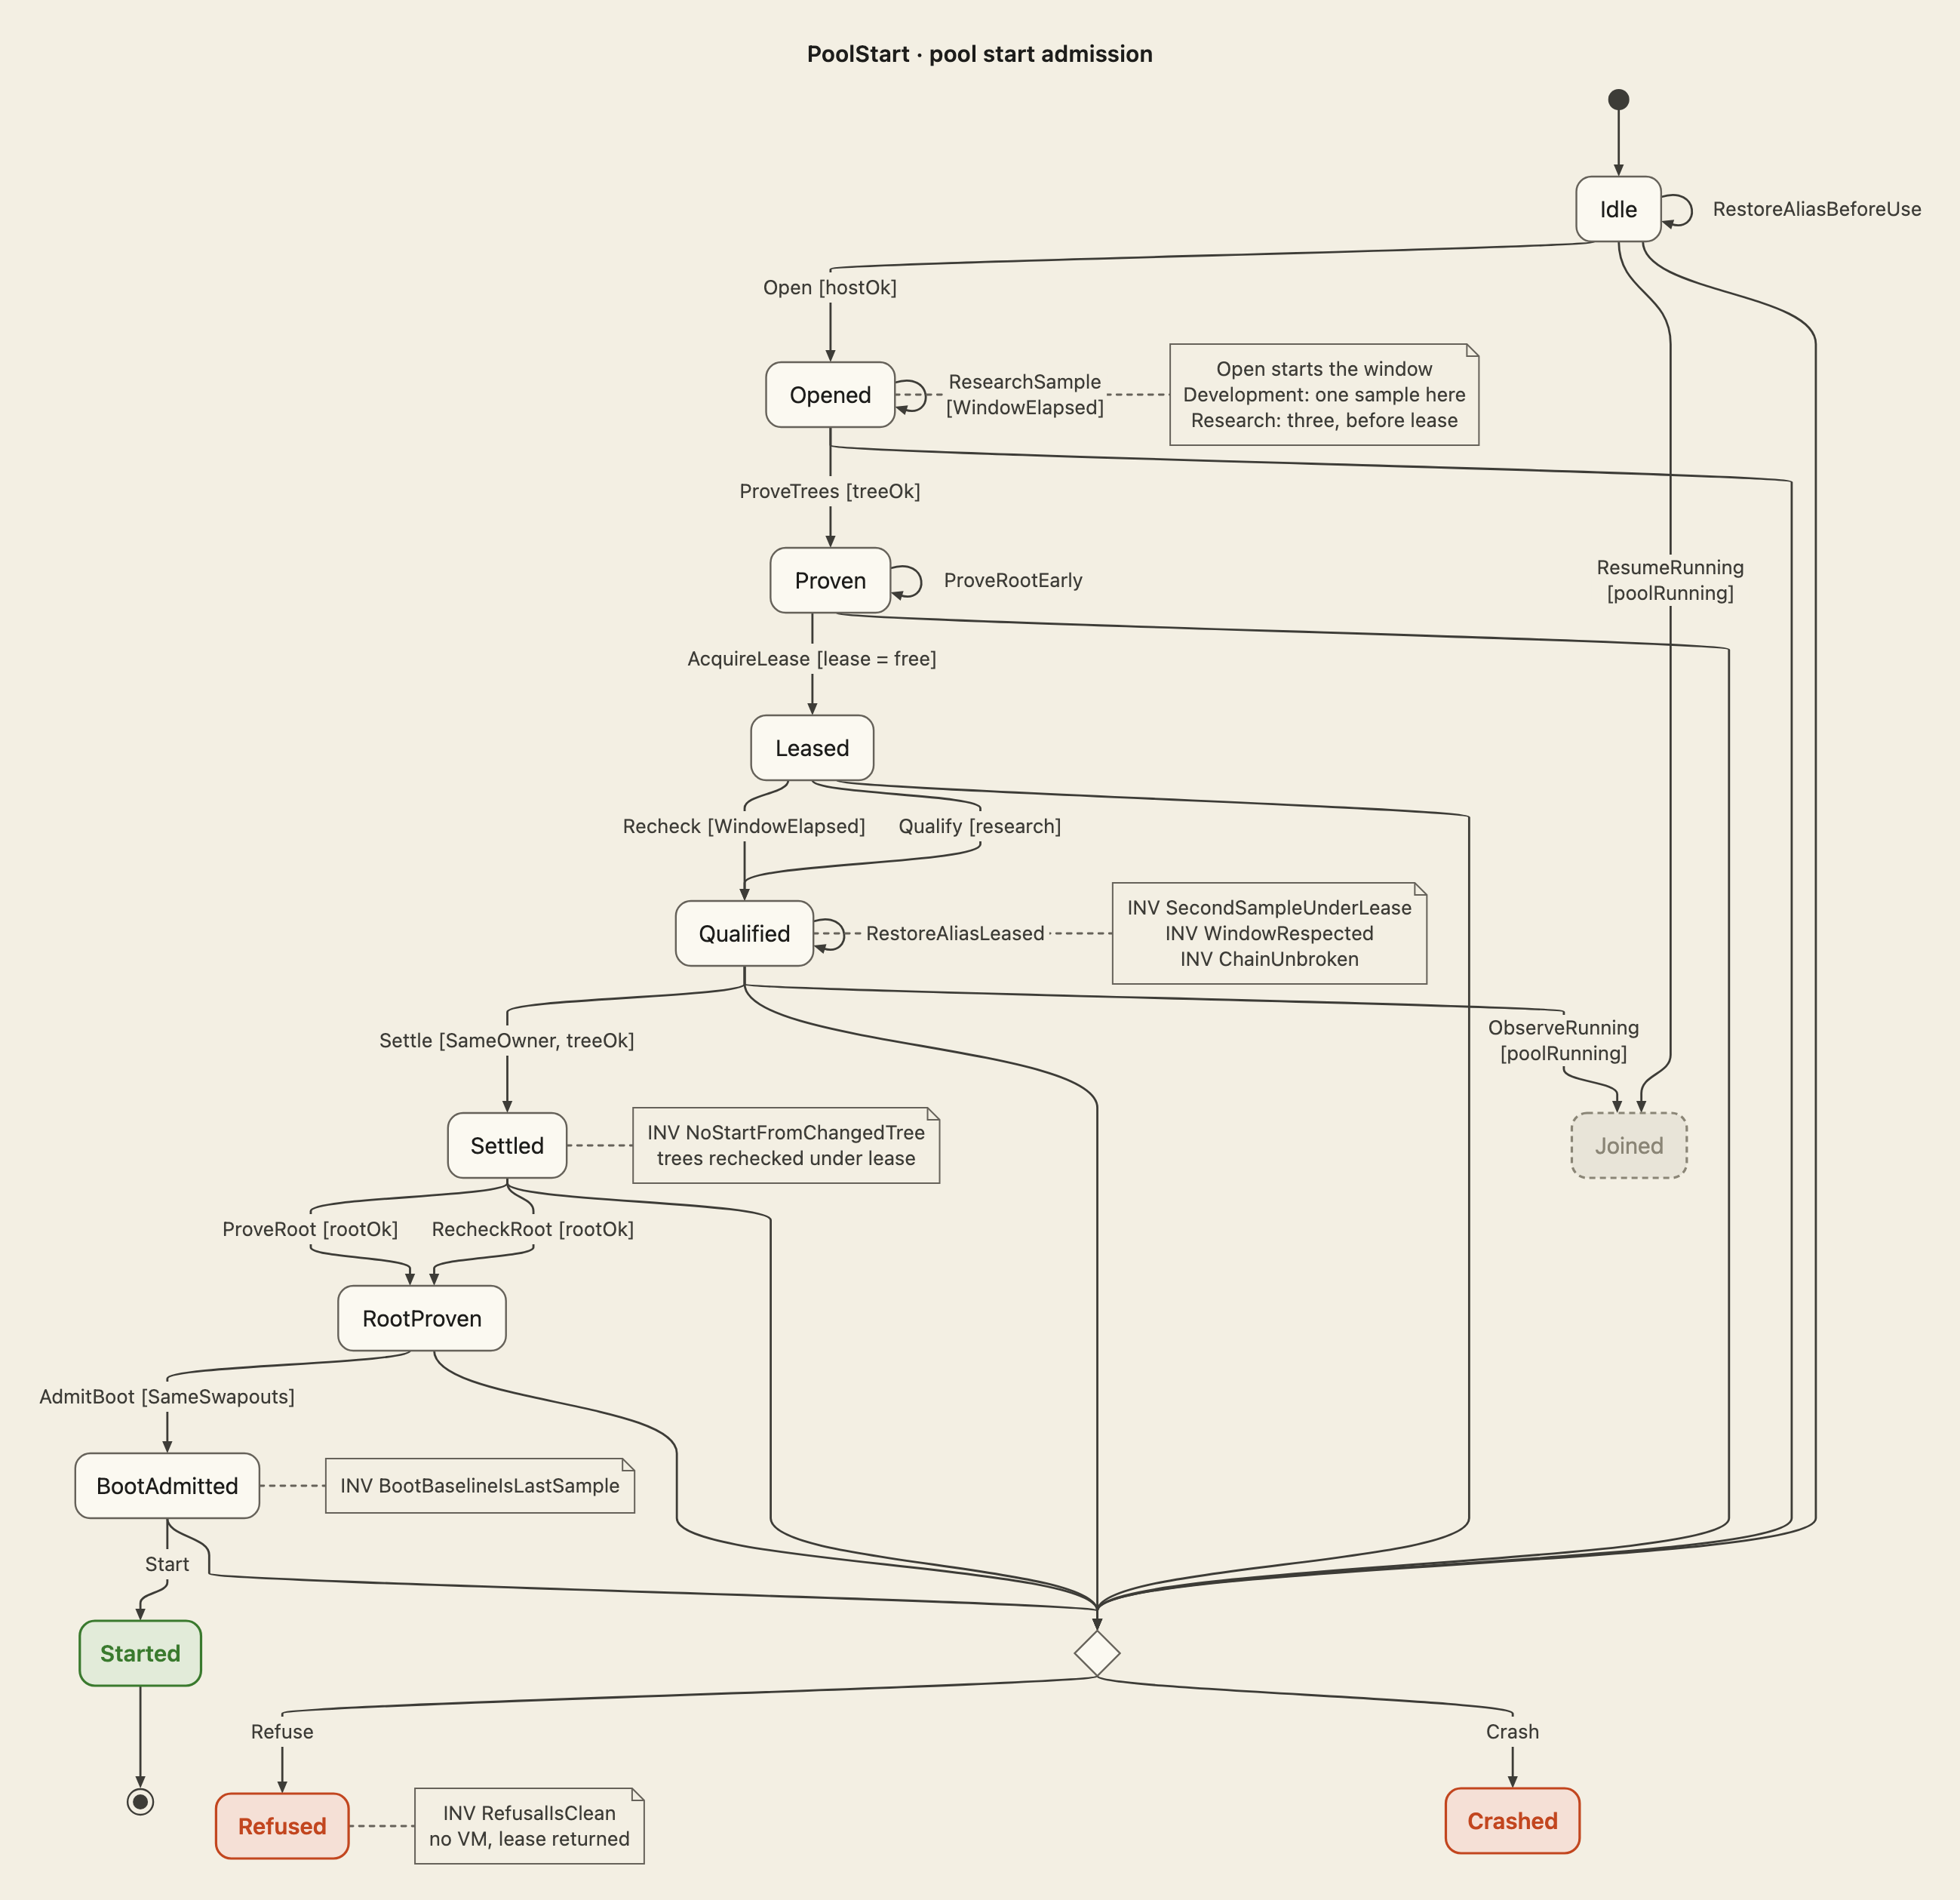 PoolStart · pool start admission
Idle
RestoreAliasBeforeUse
Open [hostOk]
Opened
ResearchSample
[WindowElapsed]
Open starts the window
Development: one sample here
Research: three, before lease
ProveTrees [treeOk]
Proven
ProveRootEarly
ResumeRunning
[poolRunning]
AcquireLease [lease = free]
Leased
Recheck [WindowElapsed]
Qualify [research]
Qualified
RestoreAliasLeased
INV SecondSampleUnderLease
INV WindowRespected
INV ChainUnbroken
Settle [SameOwner, treeOk]
ObserveRunning
[poolRunning]
Settled
INV NoStartFromChangedTree
trees rechecked under lease
Joined
ProveRoot [rootOk]
RecheckRoot [rootOk]
RootProven
AdmitBoot [SameSwapouts]
BootAdmitted
INV BootBaselineIsLastSample
Start
Started
Refuse
Crash
Refused
INV RefusalIsClean
no VM, lease returned
Crashed